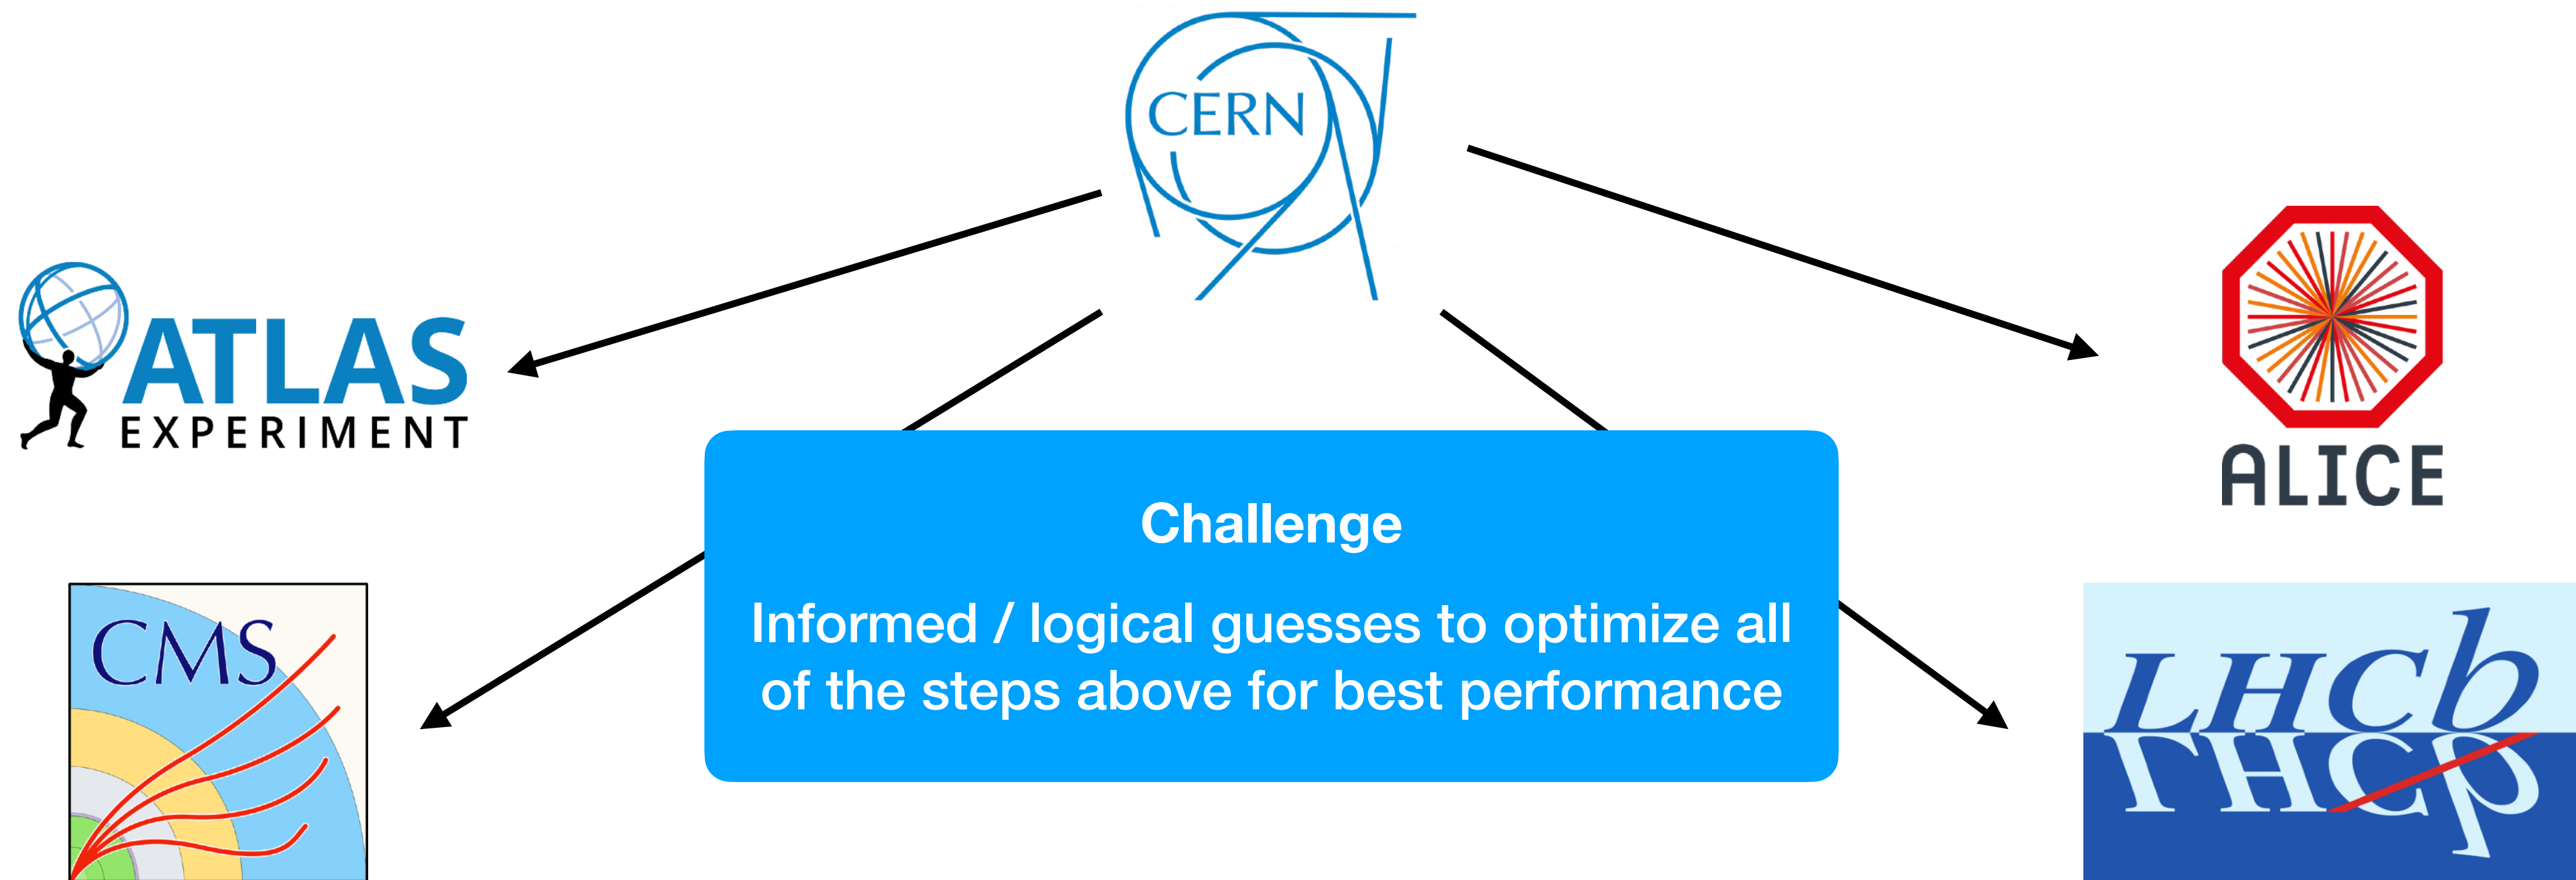 CERN
ATLAS
EXPERIMENT
ALICE
Challenge
Informed / logical guesses to optimize all
of the steps above for best performance
CMS
LHCb
LHCb